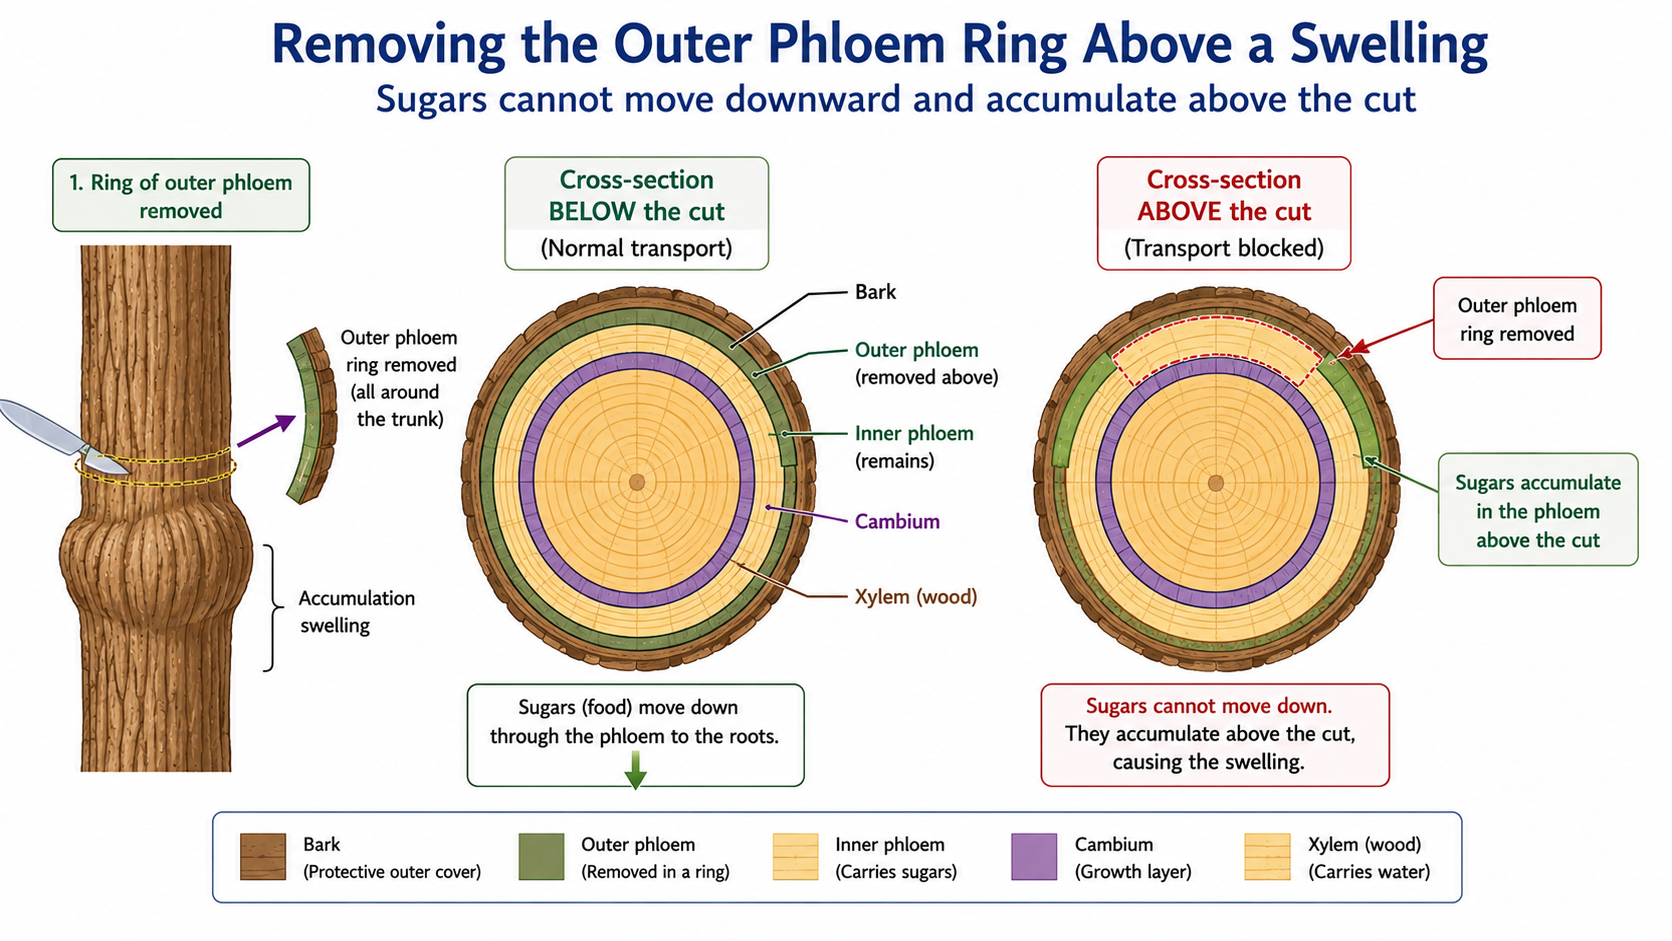 Removing the Outer Phloem Ring Above a Swelling
Sugars cannot move downward and accumulate above the cut
1. Ring of outer phloem
removed
Outer phloem
ring removed
(all around
the trunk)
Accumulation
swelling
Cross-section
BELOW the cut
(Normal transport)
Bark
Outer phloem
(removed above)
Inner phloem
(remains)
Cambium
Xylem (wood)
Sugars (food) move down
through the phloem to the roots.
Cross-section
ABOVE the cut
(Transport blocked)
Outer phloem
ring removed
Sugars accumulate
in the phloem
above the cut
Sugars cannot move down.
They accumulate above the cut,
causing the swelling.
Bark
(Protective outer cover)
Outer phloem
(Removed in a ring)
Inner phloem
(Carries sugars)
Cambium
(Growth layer)
Xylem (wood)
(Carries water)